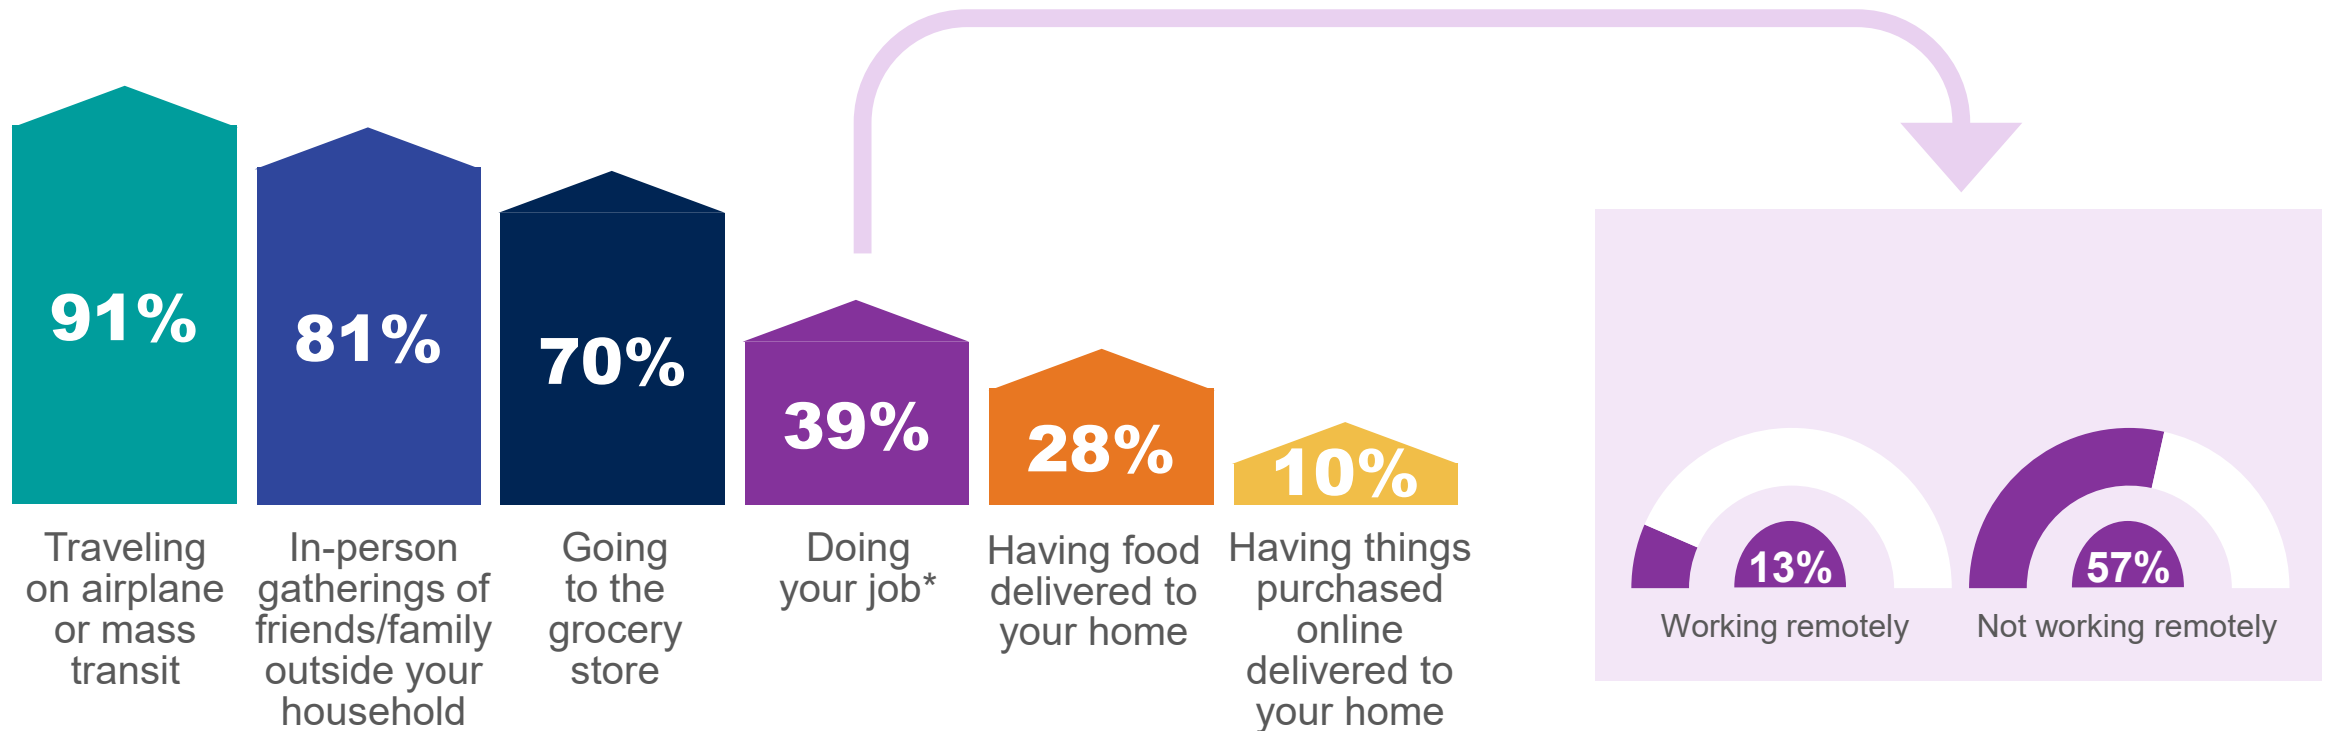 91%
81%
70%
39%
28%
10%
Traveling
on airplane
or mass
transit
In-person
gatherings of
friends/family
outside your
household
Going
to the
grocery
store
Doing
your job*
Having food
delivered to
your home
Having things
purchased
online
delivered to
your home
13%
57%
Working remotely
Not working remotely